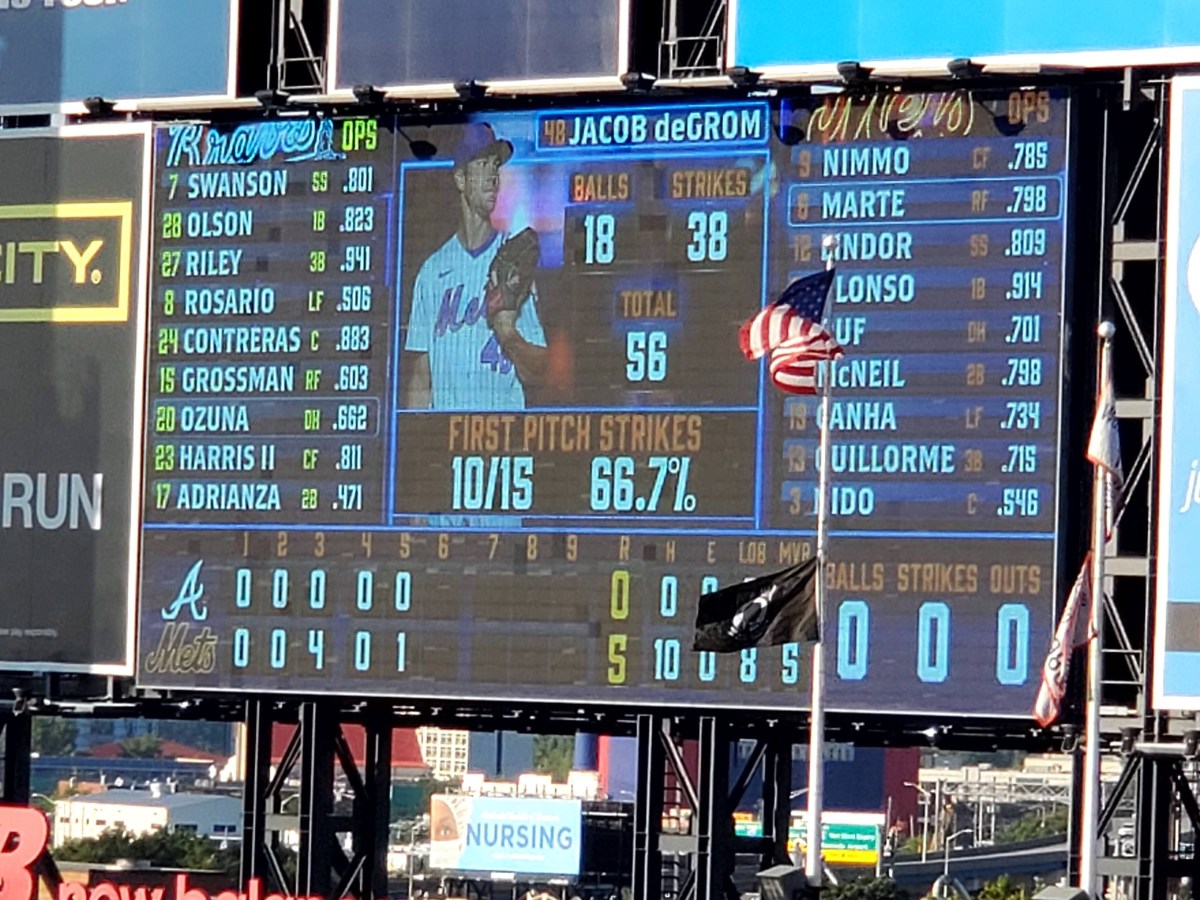 Braves OPS
7 SWANSON SS .801
28 OLSON 1B .823
27 RILEY 3B .941
8 ROSARIO LF .506
24 CONTRERAS C .883
15 GROSSMAN RF .603
20 OZUNA DH .662
23 HARRIS II CF .811
17 ADRIANZA 2B .471
48 JACOB deGROM
BALLS STRIKES
18 38
TOTAL
56
FIRST PITCH STRIKES
10/15 66.7%
Mets
OPS
9 NIMMO CF .785
6 MARTE RF .798
12 LINDOR SS .809
LONSO 1B .914
UF DH .701
McNEIL 2B .798
19 CANHA LF .734
13 GUILLORME 3B .715
3 NIDO C .546
1 2 3 4 5 6 7 8 9 R H E LOB MVR
A 0 0 0 0 0 0 0 0
Mets 0 0 4 0 1 5 10 0 8 5
BALLS STRIKES OUTS
0 0 0
CITY.
RUN
NURSING
new balan